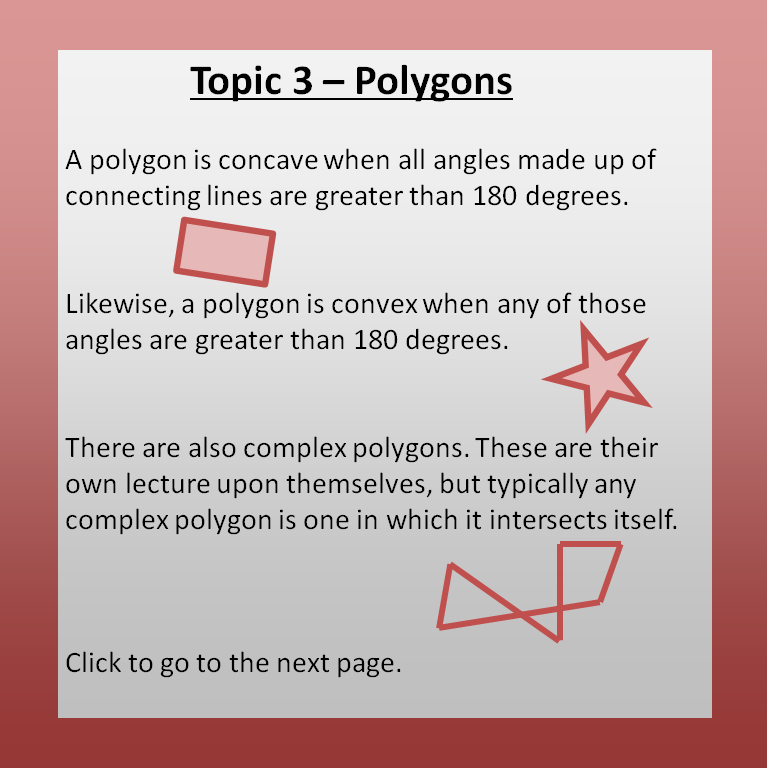 Topic 3 – Polygons
A polygon is concave when all angles made up of
connecting lines are greater than 180 degrees.
Likewise, a polygon is convex when any of those
angles are greater than 180 degrees.
There are also complex polygons. These are their
own lecture upon themselves, but typically any
complex polygon is one in which it intersects itself.
Click to go to the next page.